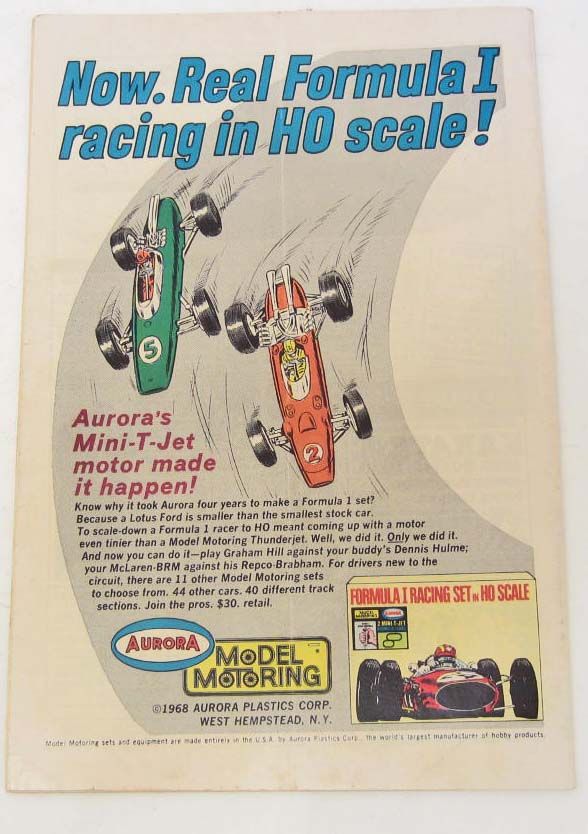 Now. Real Formula I
racing in HO scale!
5
2
Aurora's
Mini-T-Jet
motor made
it happen!
Know why it took Aurora four years to make a Formula 1 set?
Because a Lotus Ford is smaller than the smallest stock car.
To scale-down a Formula 1 racer to HO meant coming up with a motor
even tinier than a Model Motoring Thunderjet. Well, we did it. Only we did it.
And now you can do it—play Graham Hill against your buddy's Dennis Hulme;
your McLaren-BRM against his Repco-Brabham. For drivers new to the
circuit, there are 11 other Model Motoring sets
to choose from. 44 other cars. 40 different track
sections. Join the pros. $30. retail.
FORMULA I RACING SET IN HO SCALE
AURORA
MODEL
MOTORING
©1968 AURORA PLASTICS CORP.
WEST HEMPSTEAD, N.Y.
Model Motoring sets and equipment are made entirely in the U.S.A. by Aurora Plastics Corp., the world's largest manufacturer of hobby products.